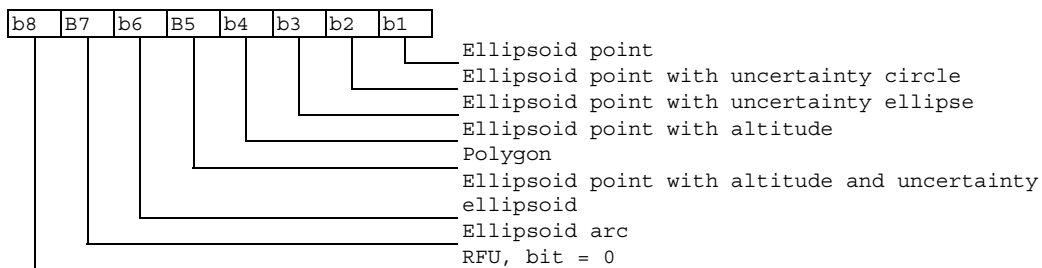 b8 B7 b6 B5 b4 b3 b2 b1
Ellipsoid point
Ellipsoid point with uncertainty circle
Ellipsoid point with uncertainty ellipse
Ellipsoid point with altitude
Polygon
Ellipsoid point with altitude and uncertainty
ellipsoid
Ellipsoid arc
RFU, bit = 0